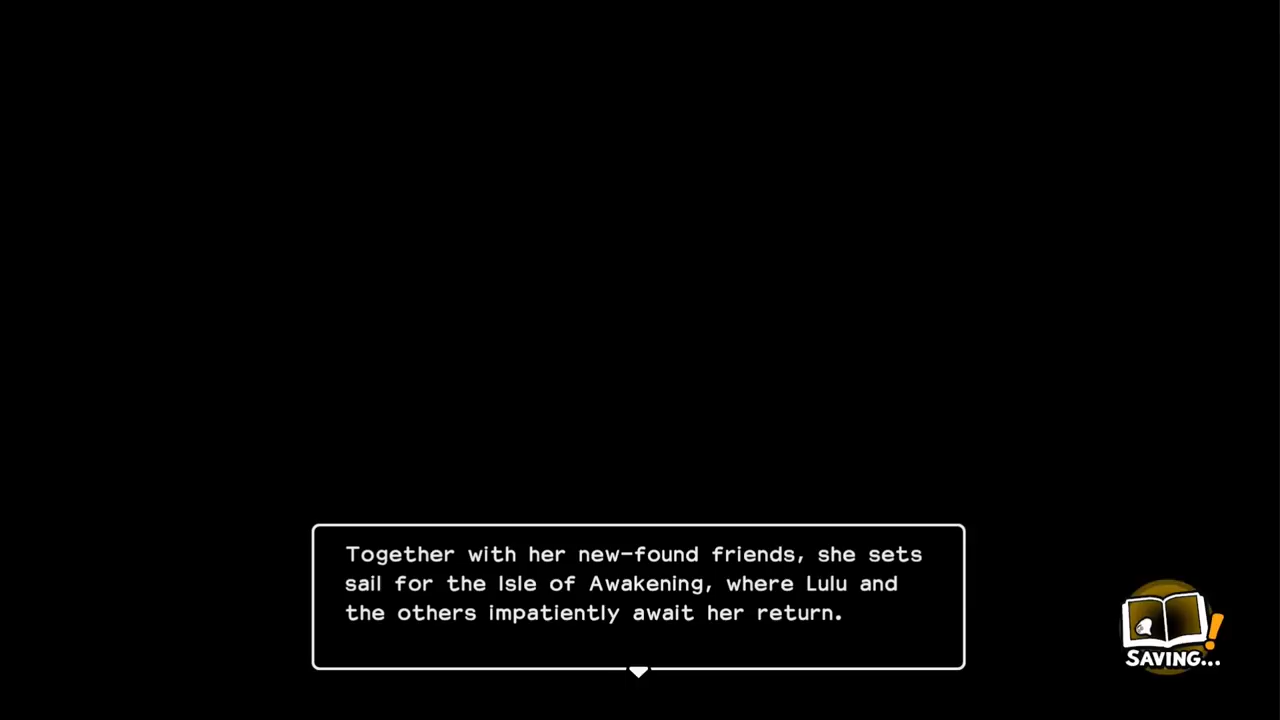 Together with her new-found friends, she sets
sail for the Isle of Awakening, where Lulu and
the others impatiently await her return.
SAVING...